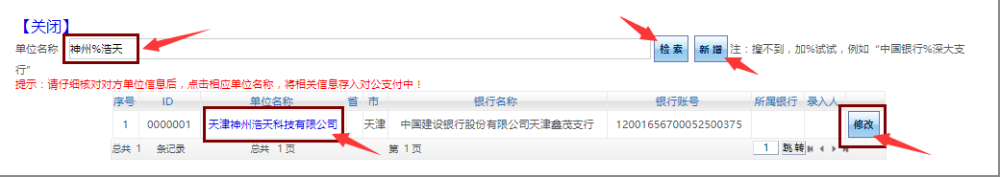 【关闭】
单位名称 神州%浩天 检 索 新 增 注：搜不到，加%试试，例如“中国银行%深大支
行”
提示：请仔细核对对方单位信息后，点击相应单位名称，将相关信息存入对公支付中！
序号 ID 单位名称 省 市 银行名称 银行账号 所属银行 录入人
1 0000001 天津神州浩天科技有限公司 天津 中国建设银行股份有限公司天津鑫茂支行 12001656700052500375 修改
总共 1 条记录 总共 1 页 第 1 页 1 跳 转